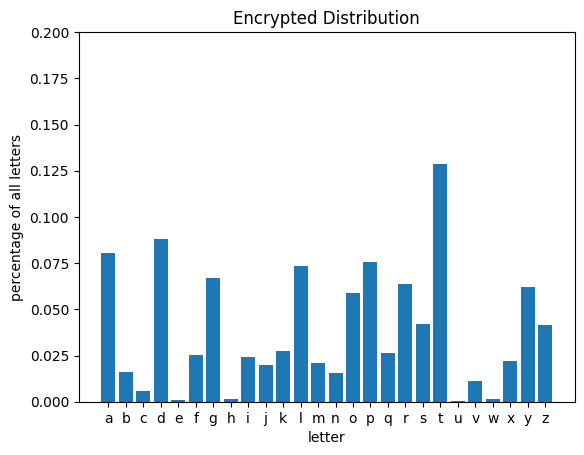 Encrypted Distribution
0.200
0.175
0.150
0.125
0.100
0.075
0.050
0.025
0.000
percentage of all letters
a b c d e f g h i j k l m n o p q r s t u v w x y z
letter